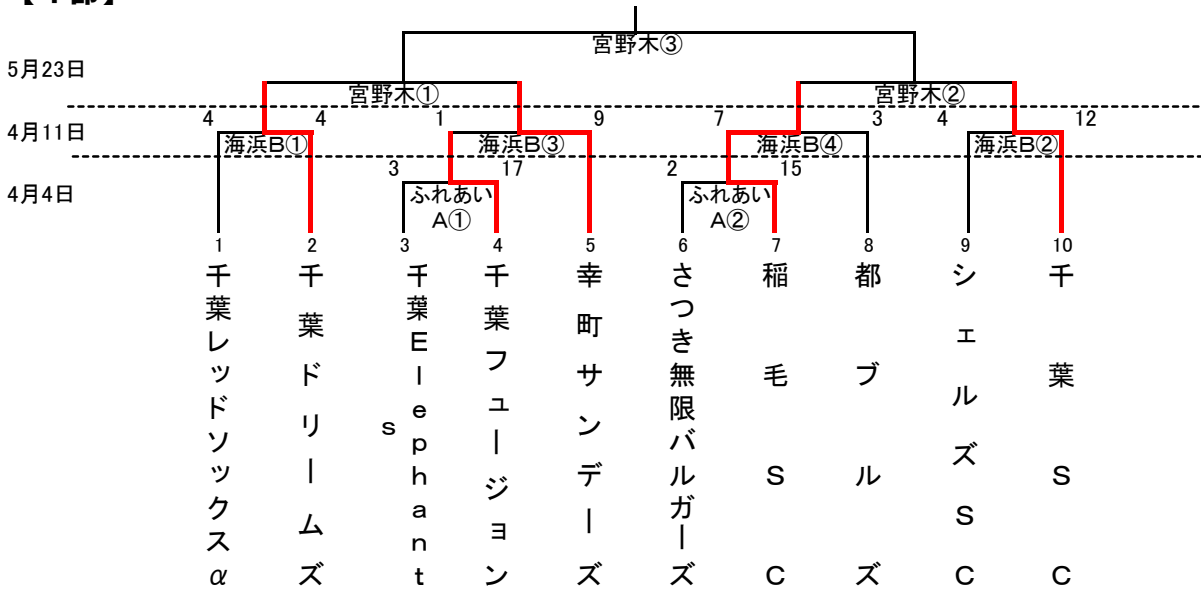 宮野木③
5月23日
宮野木① 宮野木②
4 4 1 9 7 3 4 12
4月11日
海浜B① 海浜B③ 海浜B④ 海浜B②
3 17 2 15
4月4日
ふれあい ふれあい
A① A②
1 2 3 4 5 6 7 8 9 10
千葉レッドソックスα
千葉ドリームズ
千葉Elephants
千葉フュージョン
幸町サンデーズ
さつき無限バルガーズ
稲毛SC
都ブルズ
シェルズSC
千葉SC